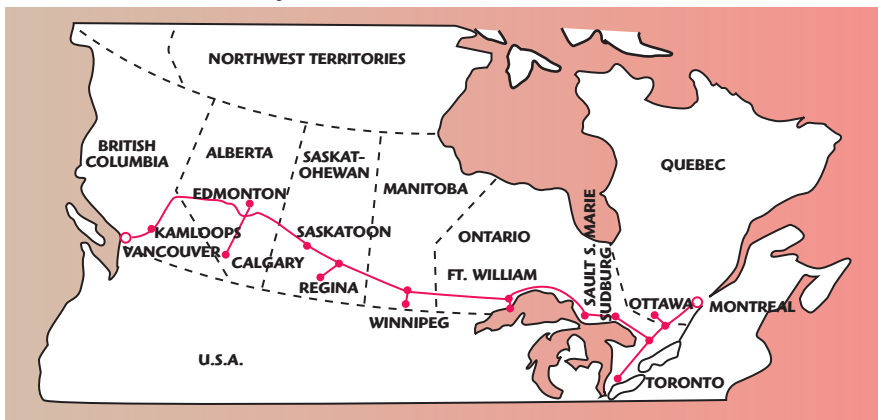 NORTHWEST TERRITORIES
BRITISH
COLUMBIA
ALBERTA
SASKAT-
OHEWAN
MANITOBA
QUEBEC
EDMONTON
KAMLOOPS
VANCOUVER
CALGARY
SASKATOON
REGINA
WINNIPEG
ONTARIO
FT. WILLIAM
SAULT S. MARIE
SUDBURG
OTTAWA
MONTREAL
TORONTO
U.S.A.